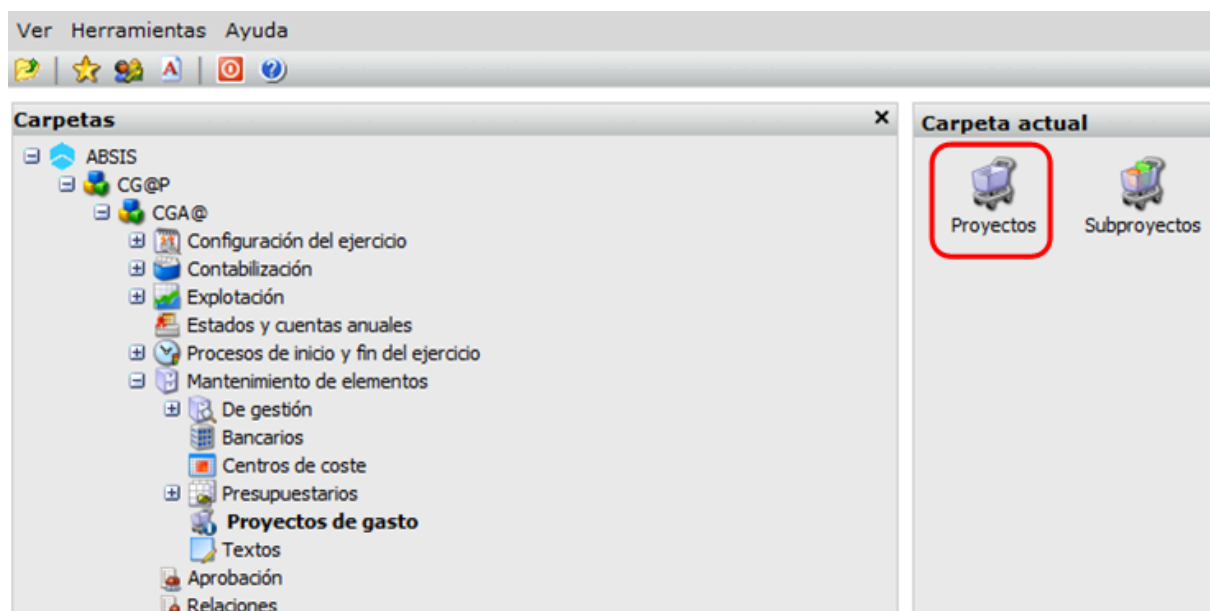 Ver Herramientas Ayuda
Carpetas
ABSIS
CG@P
CGA@
Configuración del ejercicio
Contabilización
Explotación
Estados y cuentas anuales
Procesos de inicio y fin del ejercicio
Mantenimiento de elementos
De gestión
Bancarios
Centros de coste
Presupuestarios
Proyectos de gasto
Textos
Aprobación
Relaciones
Carpeta actual
Proyectos Subproyectos